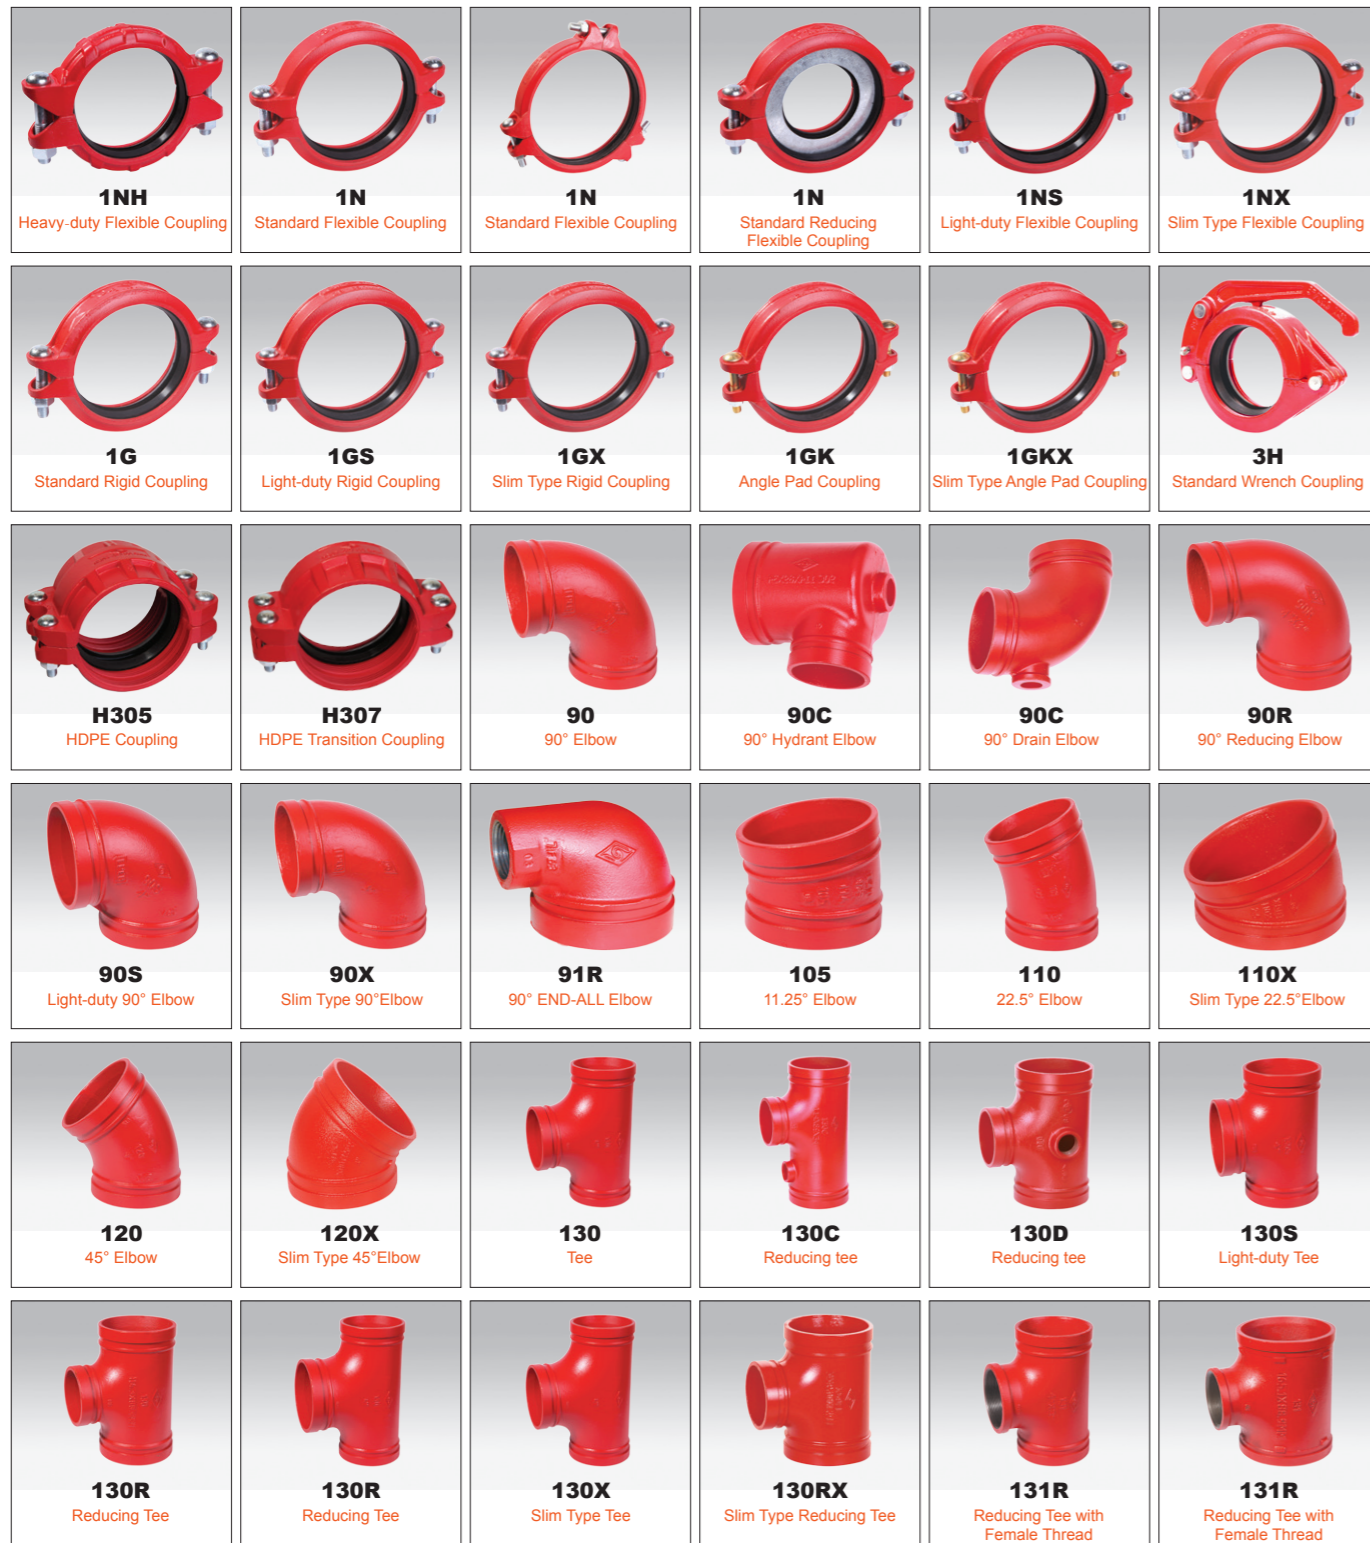 1NH
Heavy-duty Flexible Coupling
1N
Standard Flexible Coupling
1N
Standard Flexible Coupling
1N
Standard Reducing
Flexible Coupling
1NS
Light-duty Flexible Coupling
1NX
Slim Type Flexible Coupling
1G
Standard Rigid Coupling
1GS
Light-duty Rigid Coupling
1GX
Slim Type Rigid Coupling
1GK
Angle Pad Coupling
1GKX
Slim Type Angle Pad Coupling
3H
Standard Wrench Coupling
H305
HDPE Coupling
H307
HDPE Transition Coupling
90
90° Elbow
90C
90° Hydrant Elbow
90C
90° Drain Elbow
90R
90° Reducing Elbow
90S
Light-duty 90° Elbow
90X
Slim Type 90°Elbow
91R
90° END-ALL Elbow
105
11.25° Elbow
110
22.5° Elbow
110X
Slim Type 22.5°Elbow
120
45° Elbow
120X
Slim Type 45°Elbow
130
Tee
130C
Reducing tee
130D
Reducing tee
130S
Light-duty Tee
130R
Reducing Tee
130R
Reducing Tee
130X
Slim Type Tee
130RX
Slim Type Reducing Tee
131R
Reducing Tee with
Female Thread
131R
Reducing Tee with
Female Thread